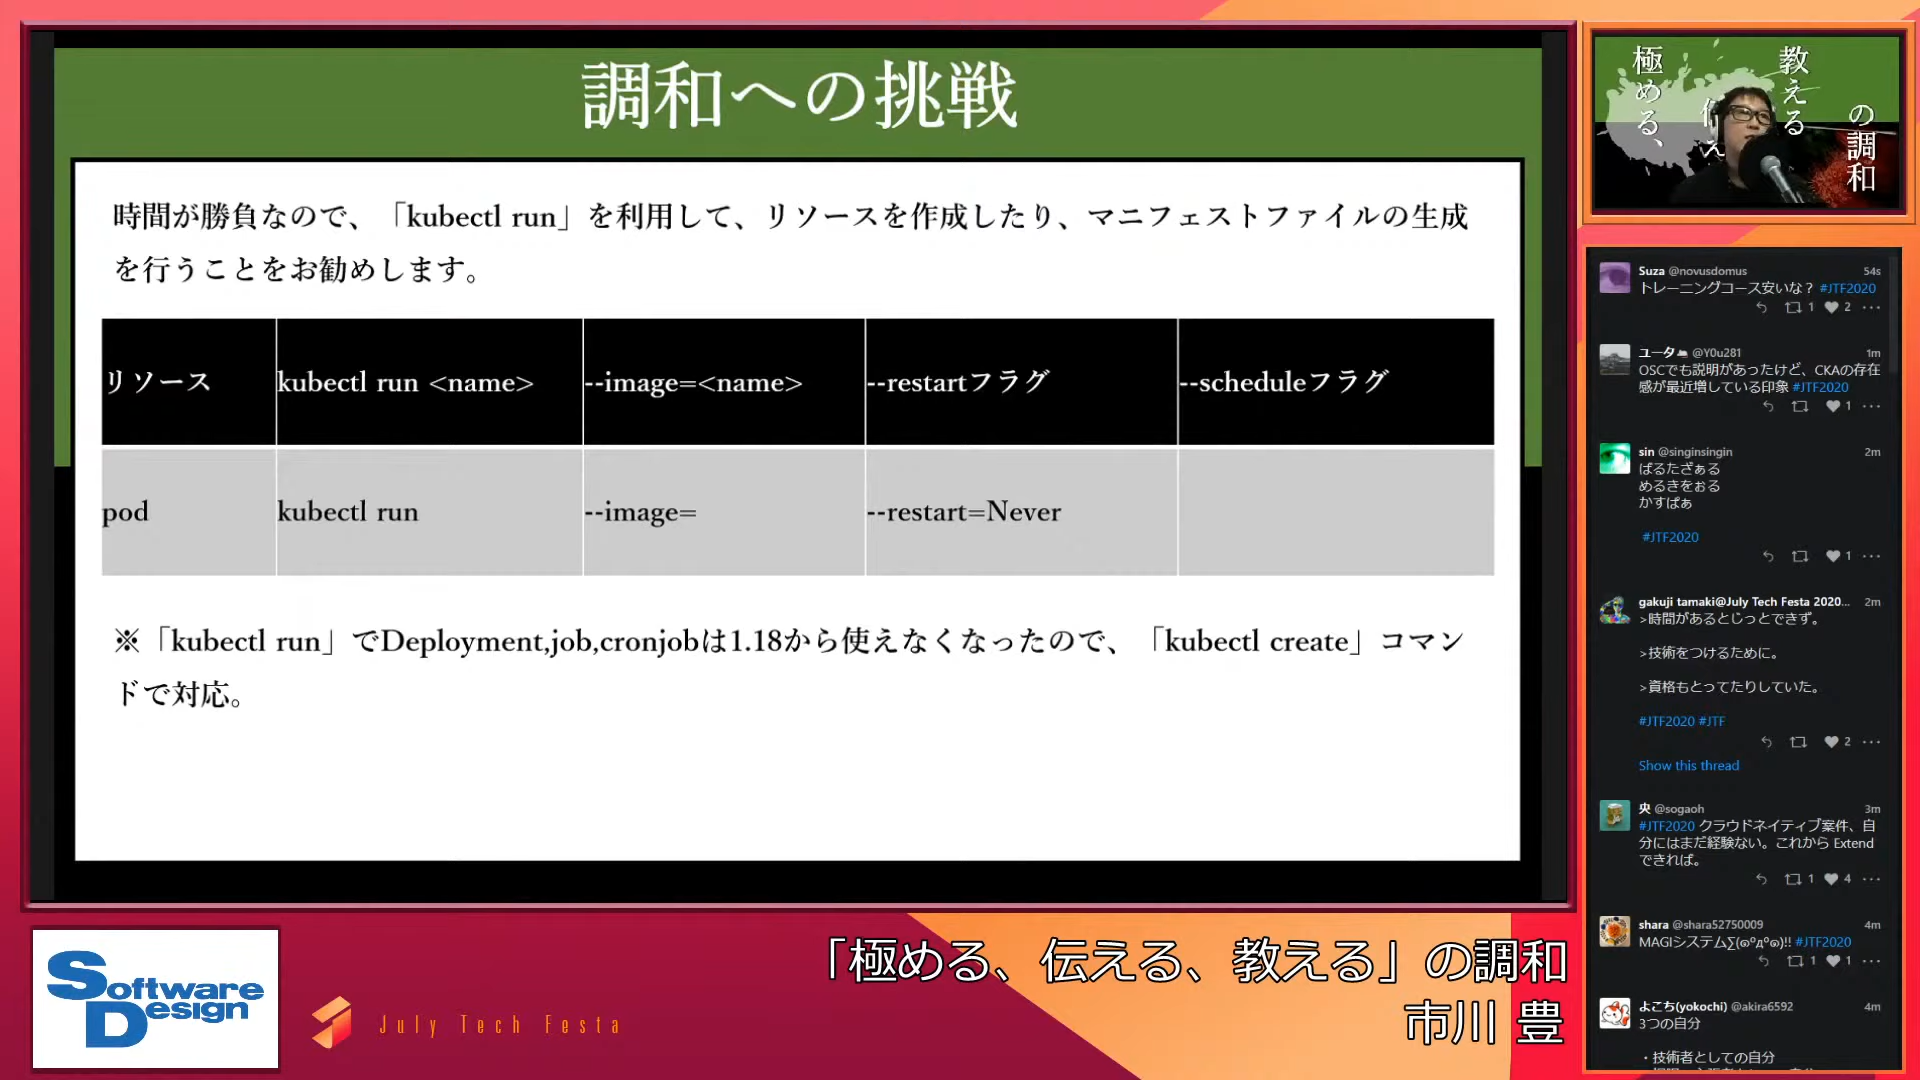 調和への挑戦
時間が勝負なので、「kubectl run」を利用して、リソースを作成したり、マニフェストファイルの生成
を行うことをお勧めします。
リソース kubectl run <name> --image=<name> --restartフラグ --scheduleフラグ
pod kubectl run --image= --restart=Never
※「kubectl run」でDeployment,job,cronjobは1.18から使えなくなったので、「kubectl create」コマン
ドで対応。
極める、
教える
の調和
Suza @novusdomus 54s
トレーニングコース安いな？ #JTF2020
1 2
ユータ @Y0u281 1m
OSCでも説明があったけど、CKAの存在
感が最近増している印象 #JTF2020
1
sin @singinsingin 2m
ばるたざぁる
めるきをぉる
かすぱぁ
#JTF2020
1
gakuji tamaki@July Tech Festa 2020... 2m
>時間があるとじっとできず。
>技術をつけるために。
>資格もとってたりしていた。
#JTF2020 #JTF
2
Show this thread
央 @sogaoh 3m
#JTF2020 クラウドネイティブ案件、自
分にはまだ経験ない。これから Extend
できれば。
1 4
shara @shara52750009 4m
MAGIシステム∑(๏ºдº๏)!! #JTF2020
1 1
よこち(yokochi) @akira6592 4m
3つの自分
・技術者としての自分
Software
Design
July Tech Festa
「極める、伝える、教える」の調和
市川 豊